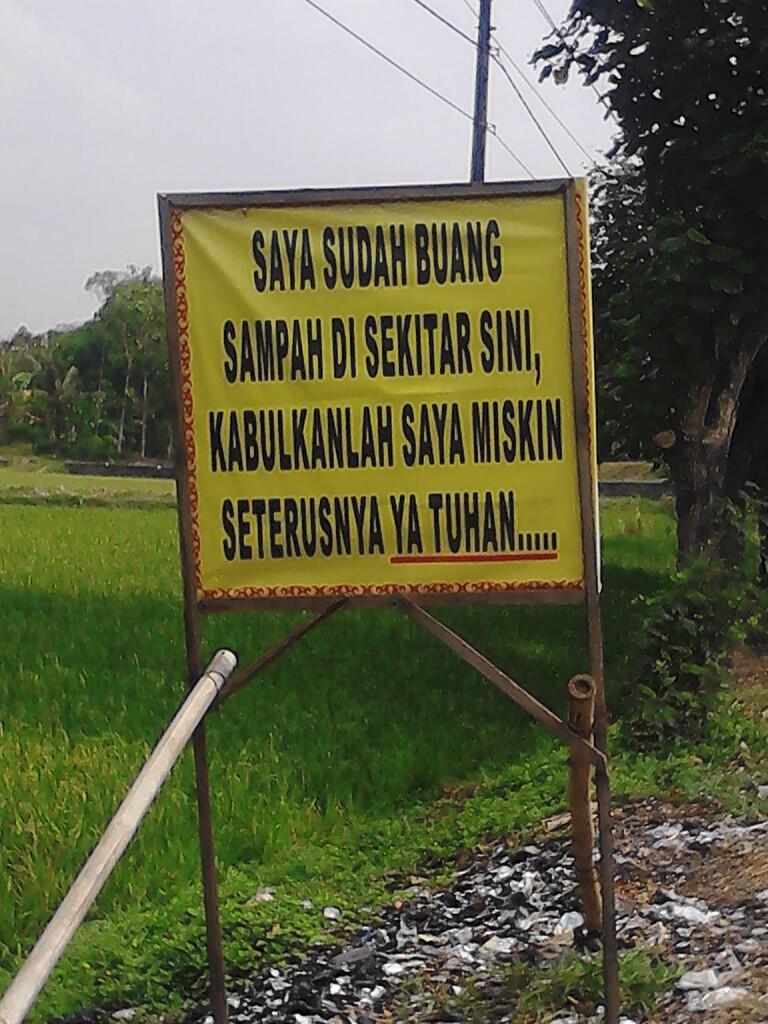 SAYA SUDAH BUANG
SAMPAH DI SEKITAR SINI,
KABULKANLAH SAYA MISKIN
SETERUSNYA YA TUHAN.....